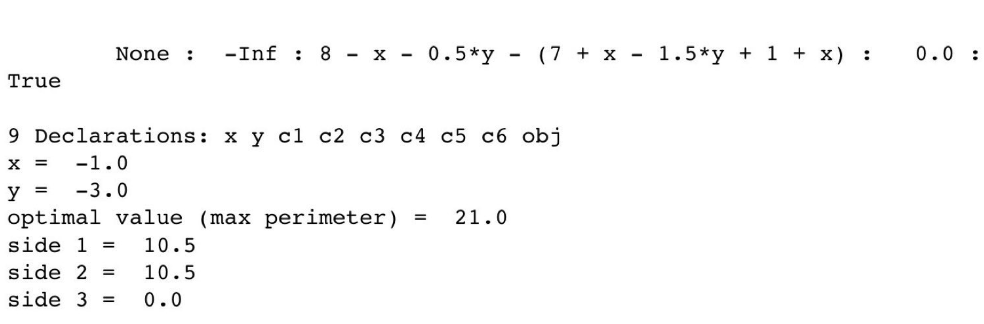 None :  -Inf : 8 - x - 0.5*y - (7 + x - 1.5*y + 1 + x) :   0.0 :
True
9 Declarations: x y c1 c2 c3 c4 c5 c6 obj
x =  -1.0
y =  -3.0
optimal value (max perimeter) =  21.0
side 1 =  10.5
side 2 =  10.5
side 3 =  0.0